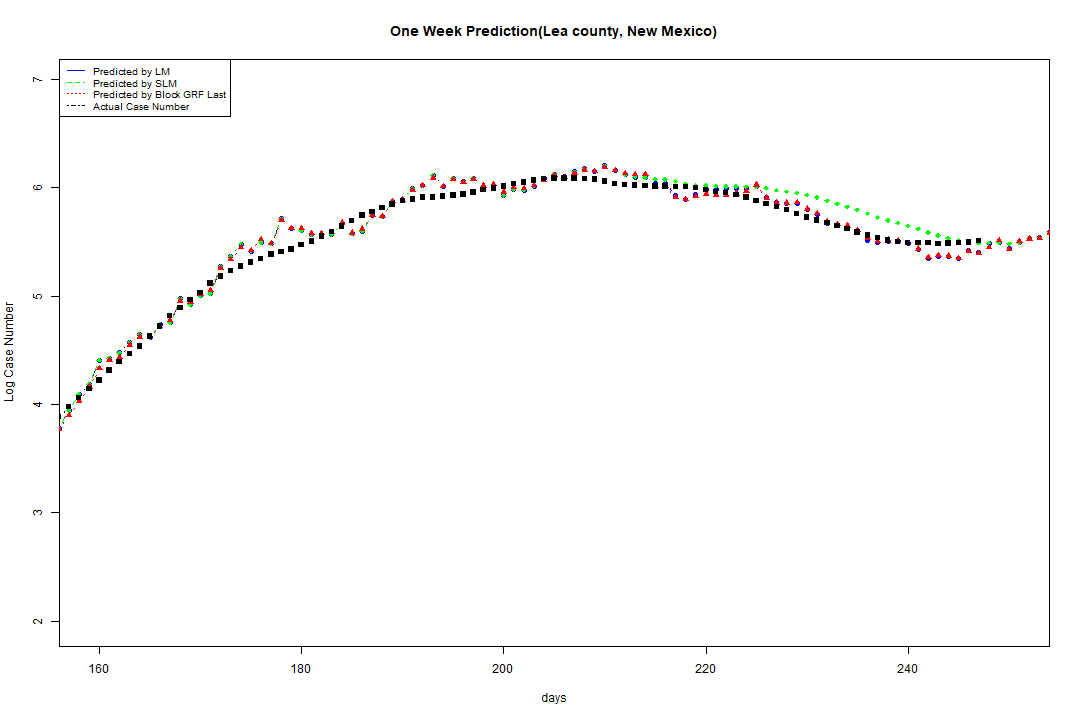 One Week Prediction(Lea county, New Mexico)
Predicted by LM
Predicted by SLM
Predicted by Block GRF Last
Actual Case Number
7
6
5
4
3
2
Log Case Number
160 180 200 220 240
days